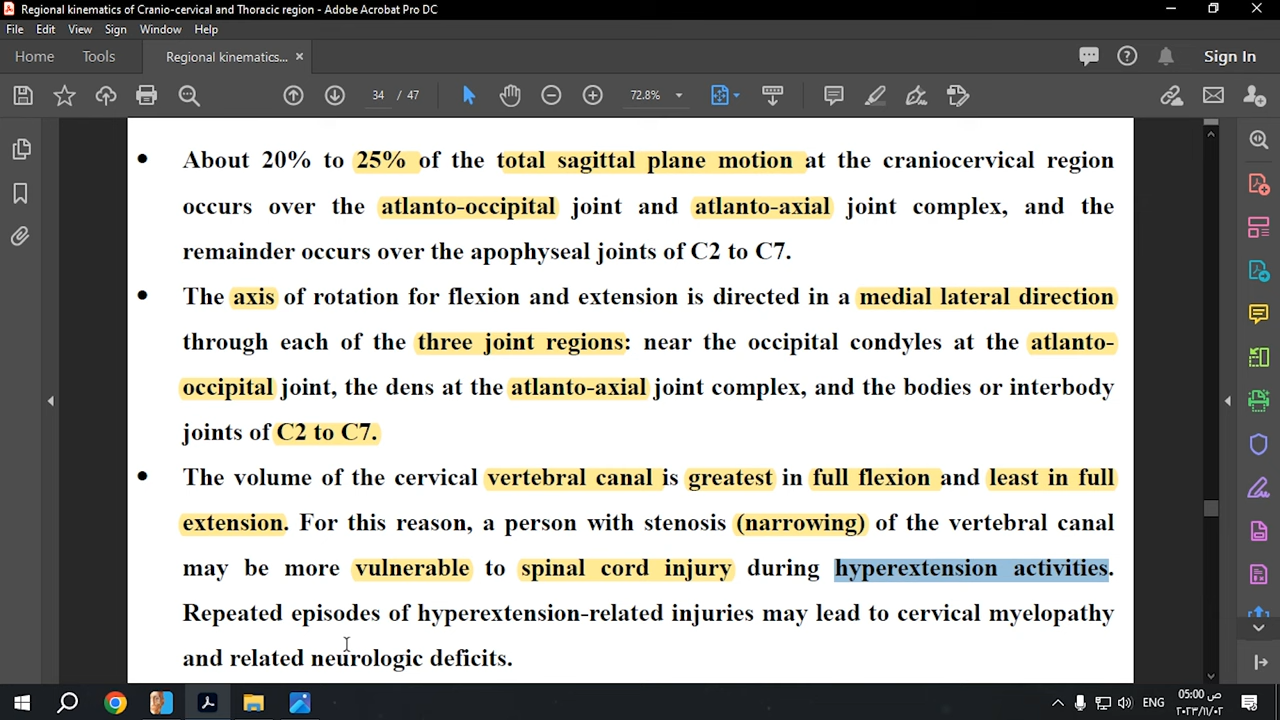 Regional kinematics of Cranio-cervical and Thoracic region - Adobe Acrobat Pro DC
File Edit View Sign Window Help
Home Tools Regional kinematics... × Sign In
34 / 47 72.8%
• About 20% to 25% of the total sagittal plane motion at the craniocervical region
occurs over the atlanto-occipital joint and atlanto-axial joint complex, and the
remainder occurs over the apophyseal joints of C2 to C7.
• The axis of rotation for flexion and extension is directed in a medial lateral direction
through each of the three joint regions: near the occipital condyles at the atlanto-
occipital joint, the dens at the atlanto-axial joint complex, and the bodies or interbody
joints of C2 to C7.
• The volume of the cervical vertebral canal is greatest in full flexion and least in full
extension. For this reason, a person with stenosis (narrowing) of the vertebral canal
may be more vulnerable to spinal cord injury during hyperextension activities.
Repeated episodes of hyperextension-related injuries may lead to cervical myelopathy
and related neurologic deficits.
ENG 05:00 ص
٢٠٢٣/١١/٠٢